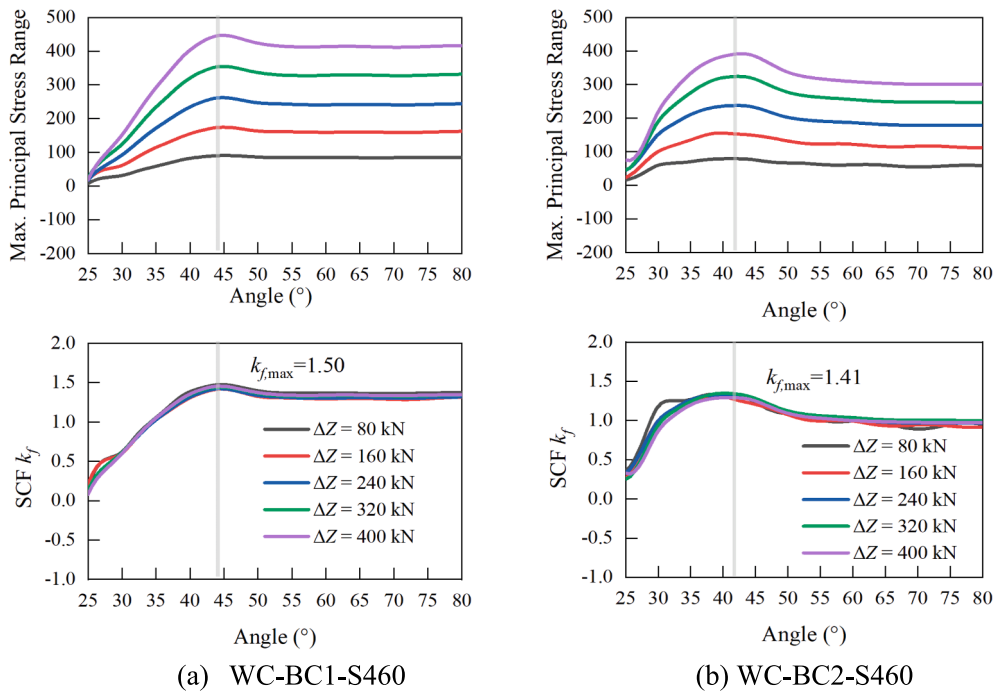 Max. Principal Stress Range
500
400
300
200
100
0
-100
-200
25 30 35 40 45 50 55 60 65 70 75 80
Angle (°)
Max. Principal Stress Range
500
400
300
200
100
0
-100
-200
25 30 35 40 45 50 55 60 65 70 75 80
Angle (°)
SCF kf
2.0
1.5
1.0
0.5
0.0
-0.5
-1.0
kf,max=1.50
ΔZ = 80 kN
ΔZ = 160 kN
ΔZ = 240 kN
ΔZ = 320 kN
ΔZ = 400 kN
25 30 35 40 45 50 55 60 65 70 75 80
Angle (°)
(a) WC-BC1-S460
SCF kf
2.0
1.5
1.0
0.5
0.0
-0.5
-1.0
kf,max=1.41
ΔZ = 80 kN
ΔZ = 160 kN
ΔZ = 240 kN
ΔZ = 320 kN
ΔZ = 400 kN
25 30 35 40 45 50 55 60 65 70 75 80
Angle (°)
(b) WC-BC2-S460